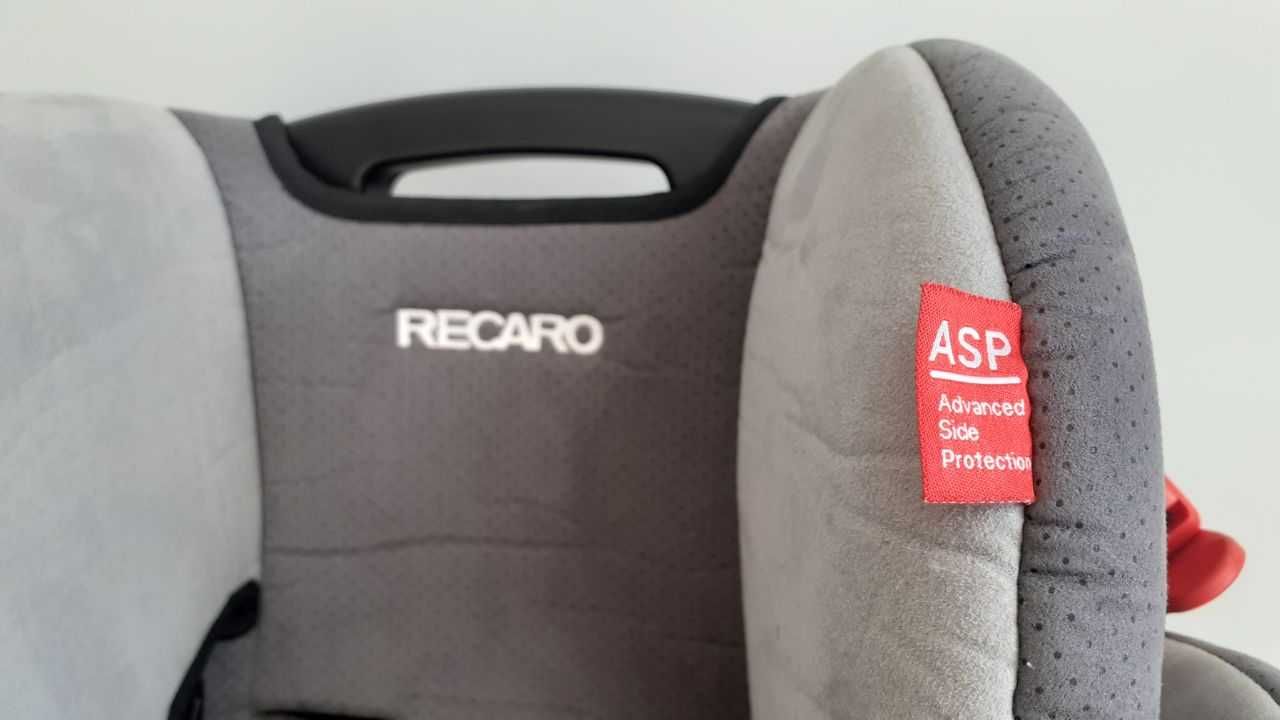 RECARO
ASP
Advanced
Side
Protection